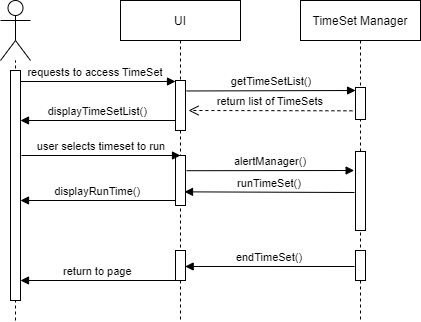 UI
TimeSet Manager
requests to access TimeSet
getTimeSetList()
return list of TimeSets
displayTimeSetList()
user selects timeset to run
alertManager()
runTimeSet()
displayRunTime()
endTimeSet()
return to page